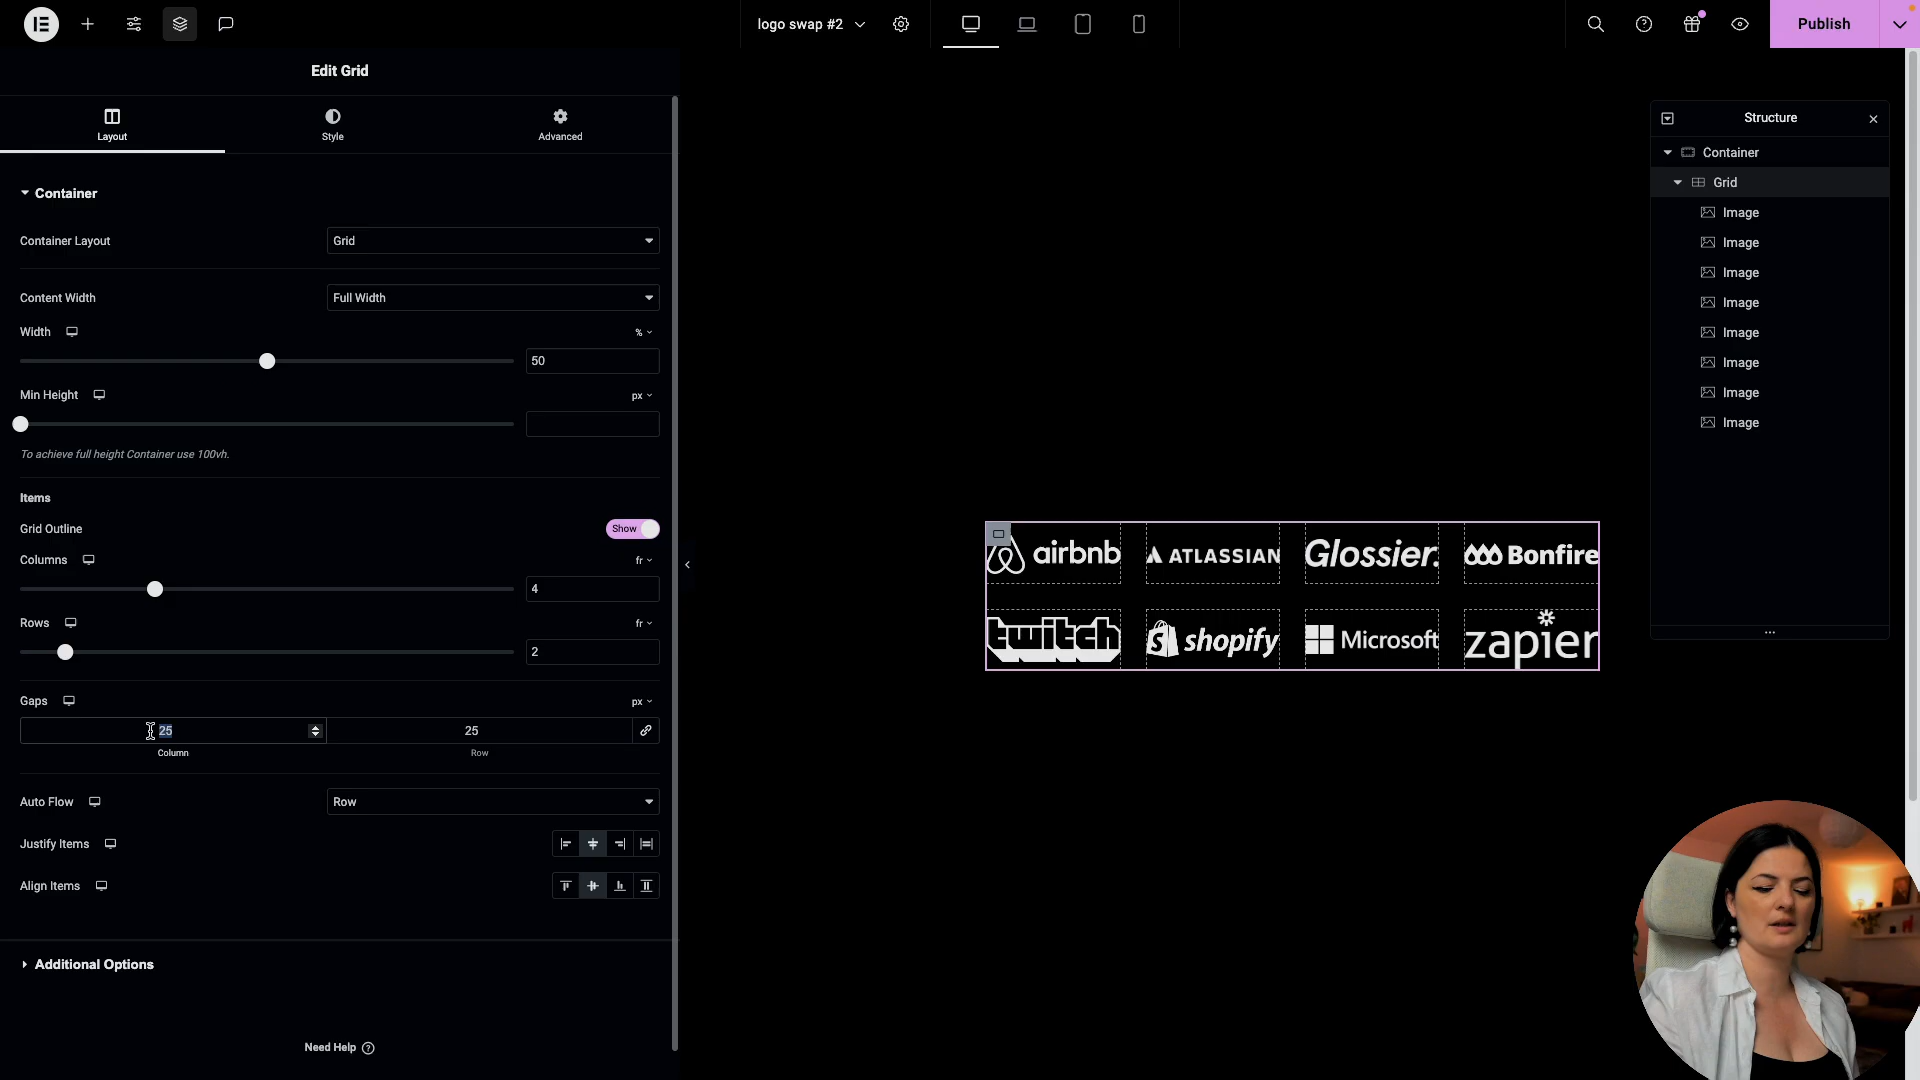 logo swap #2
Publish
Edit Grid
Layout
Style
Advanced
Structure
Container
Grid
Image
Image
Image
Image
Image
Image
Image
Image
Container
Container Layout
Grid
Content Width
Full Width
Width
%
50
Min Height
px
To achieve full height Container use 100vh.
Items
Grid Outline
Show
Columns
fr
4
Rows
fr
2
Gaps
px
25
25
Column
Row
Auto Flow
Row
Justify Items
Align Items
Additional Options
Need Help
airbnb
ATLASSIAN
Glossier.
Bonfire
twitch
shopify
Microsoft
zapier